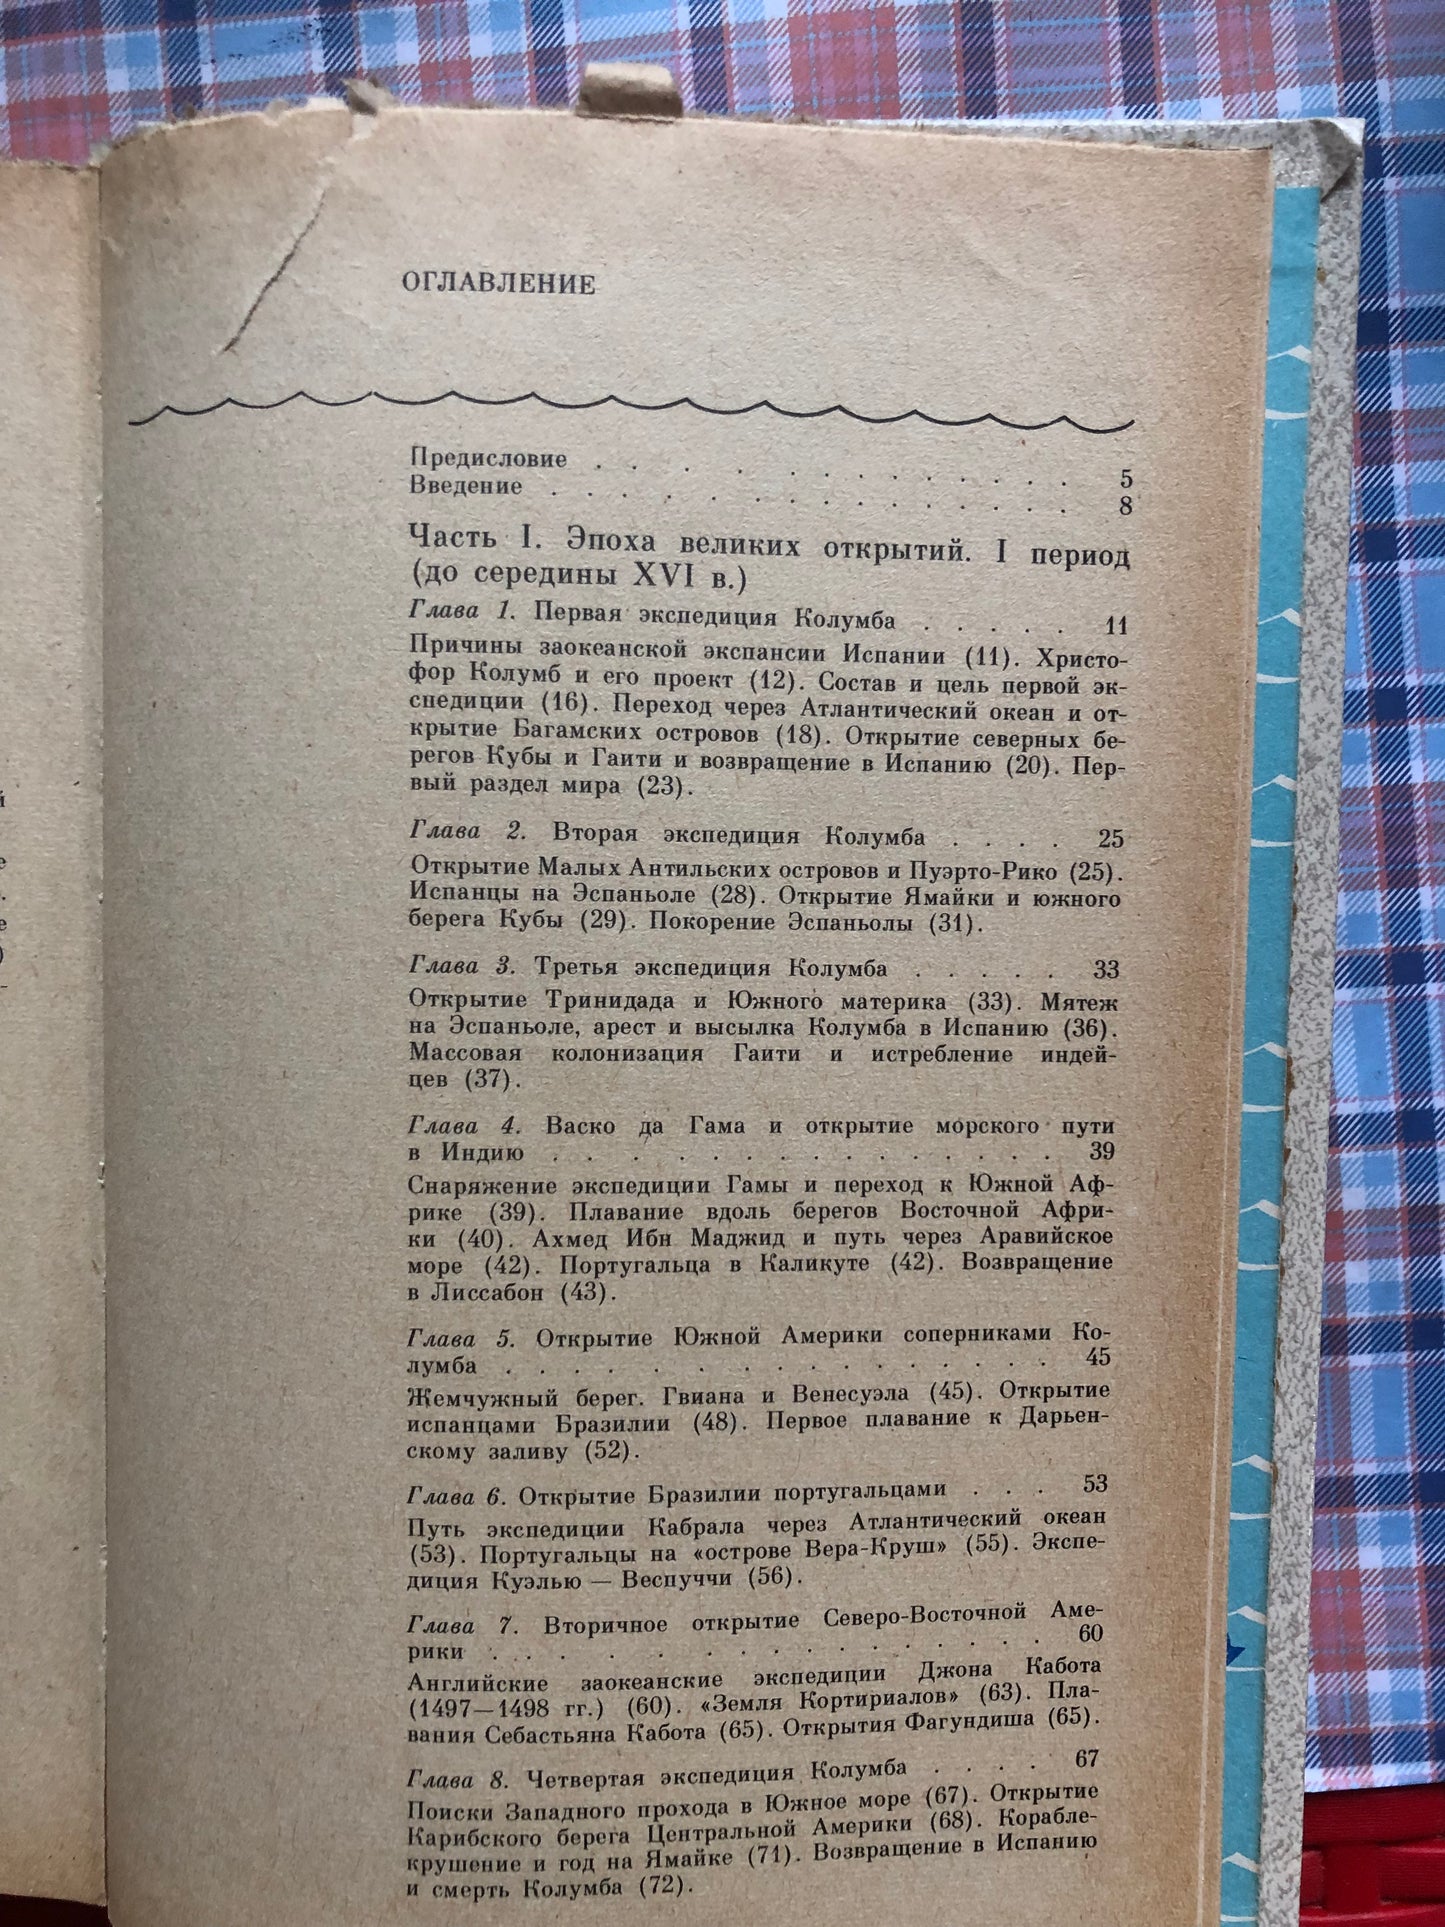 ОГЛАВЛЕНИЕ
Предисловие . . . . . . . . . . . . . 5
Введение . . . . . . . . . . . . . . 8
Часть I. Эпоха великих открытий. I период
(до середины XVI в.)
Глава 1. Первая экспедиция Колумба . . . . . 11
Причины заокеанской экспансии Испании (11). Христо-
фор Колумб и его проект (12). Состав и цель первой эк-
спедиции (16). Переход через Атлантический океан и от-
крытие Багамских островов (18). Открытие северных бе-
регов Кубы и Гаити и возвращение в Испанию (20). Пер-
вый раздел мира (23).
Глава 2. Вторая экспедиция Колумба . . . . 25
Открытие Малых Антильских островов и Пуэрто-Рико (25).
Испанцы на Эспаньоле (28). Открытие Ямайки и южного
берега Кубы (29). Покорение Эспаньолы (31).
Глава 3. Третья экспедиция Колумба . . . . . 33
Открытие Тринидада и Южного материка (33). Мятеж
на Эспаньоле, арест и высылка Колумба в Испанию (36).
Массовая колонизация Гаити и истребление индей-
цев (37).
Глава 4. Васко да Гама и открытие морского пути
в Индию . . . . . . . . . . . . . . . 39
Снаряжение экспедиции Гамы и переход к Южной Аф-
рике (39). Плавание вдоль берегов Восточной Афри-
ки (40). Ахмед Ибн Маджид и путь через Аравийское
море (42). Португальца в Каликуте (42). Возвращение
в Лиссабон (43).
Глава 5. Открытие Южной Америки соперниками Ко-
лумба . . . . . . . . . . . . . . . . 45
Жемчужный берег. Гвиана и Венесуэла (45). Открытие
испанцами Бразилии (48). Первое плавание к Дарьен-
скому заливу (52).
Глава 6. Открытие Бразилии португальцами . . . 53
Путь экспедиции Кабрала через Атлантический океан
(53). Португальцы на «острове Вера-Круш» (55). Экспе-
диция Куэлью — Веспуччи (56).
Глава 7. Вторичное открытие Северо-Восточной Аме-
рики . . . . . . . . . . . . . . . . 60
Английские заокеанские экспедиции Джона Кабота
(1497—1498 гг.) (60). «Земля Кортириалов» (63). Пла-
вания Себастьяна Кабота (65). Открытия Фагундиша (65).
Глава 8. Четвертая экспедиция Колумба . . . . 67
Поиски Западного прохода в Южное море (67). Открытие
Карибского берега Центральной Америки (68). Корабле-
крушение и год на Ямайке (71). Возвращение в Испанию
и смерть Колумба (72).